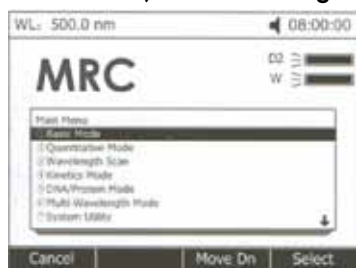 WL: 500.0 nm 08:00:00
MRC
D2
W
Main Menu
Basic Mode
Quantitative Mode
Wavelength Scan
Kinetics Mode
DNA/Protein Mode
Multi-Wavelength Mode
System Utility
Cancel Move Dn Select